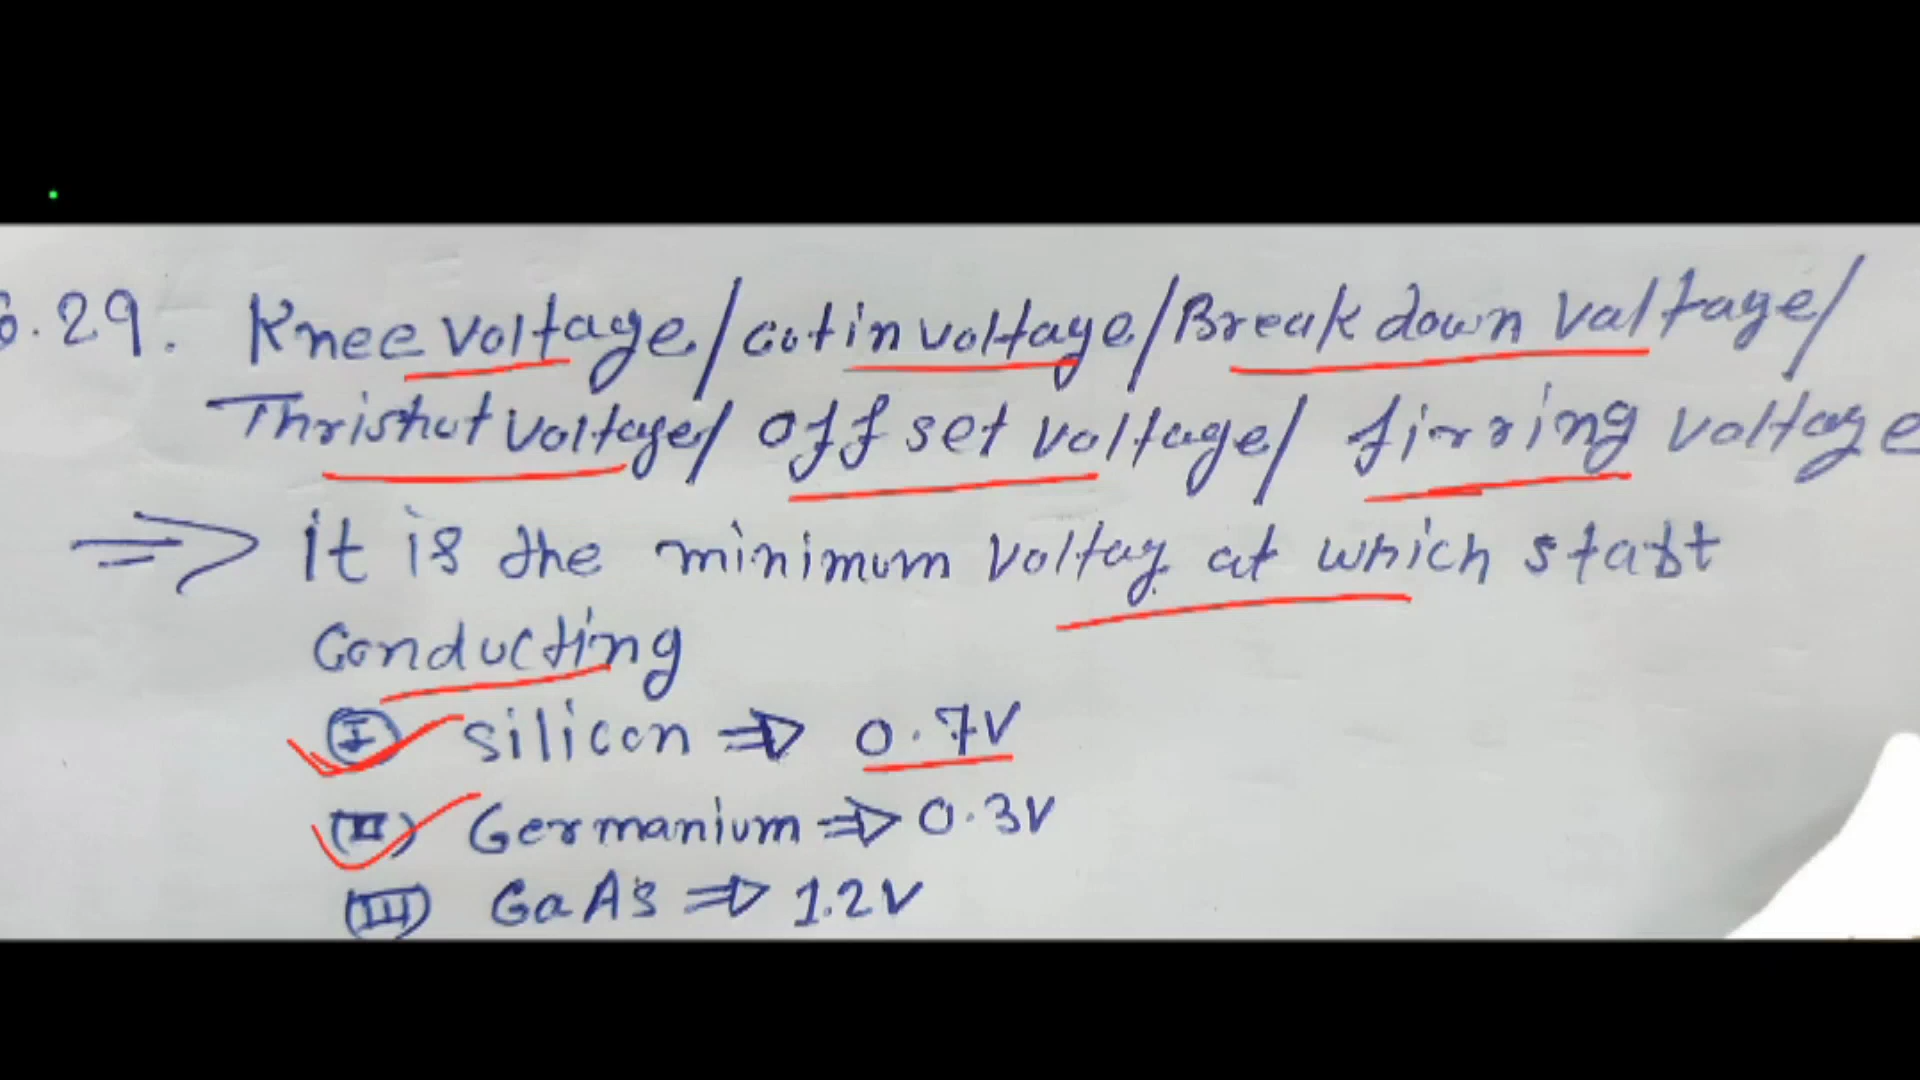 6.29. Knee voltage/cutin voltage/Break down Valtage/
Thrishut voltage/ off set voltage/ firring voltage
⇒ it is the minimum voltag at which start
conducting
(I) silicon ⇒ 0.7V
(II) Germanium ⇒ 0.3V
(III) GaAs ⇒ 1.2V